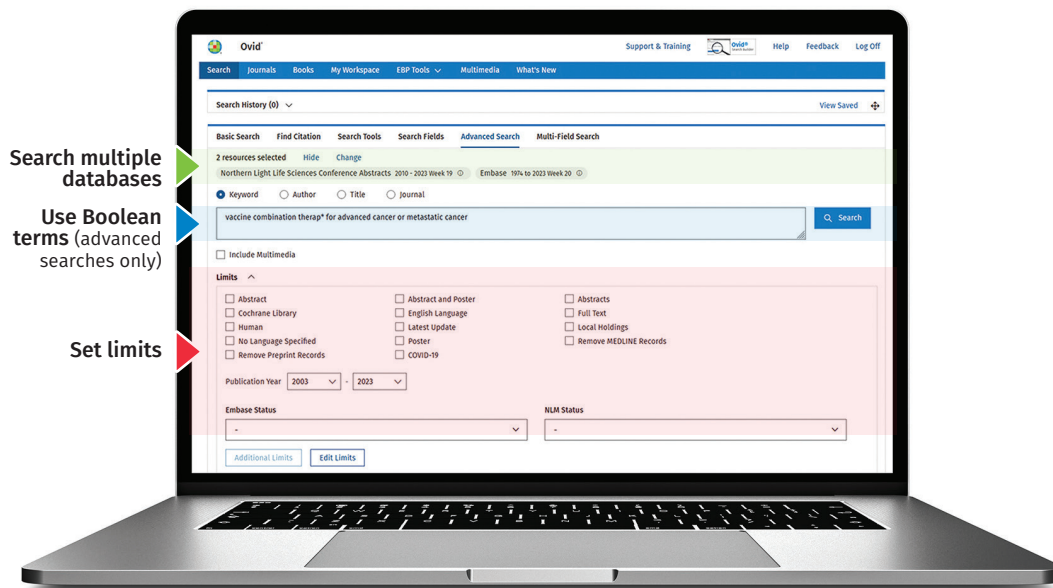 Ovid®
Support & Training
Ovid®
Help
Feedback
Log Off
Search
Journals
Books
My Workspace
EBP Tools
Multimedia
What's New
Search History (0)
View Saved
Basic Search
Find Citation
Search Tools
Search Fields
Advanced Search
Multi-Field Search
Search multiple
databases
2 resources selected
Hide
Change
Northern Light Life Sciences Conference Abstracts 2010 - 2023 Week 19
Embase 1974 to 2023 Week 20
Keyword
Author
Title
Journal
Use Boolean
terms (advanced
searches only)
vaccine combination therap* for advanced cancer or metastatic cancer
Search
Include Multimedia
Set limits
Limits
Abstract
Abstract and Poster
Abstracts
Cochrane Library
English Language
Full Text
Human
Latest Update
Local Holdings
No Language Specified
Poster
Remove MEDLINE Records
Remove Preprint Records
COVID-19
Publication Year
2003
-
2023
Embase Status
NLM Status
-
-
Additional Limits
Edit Limits